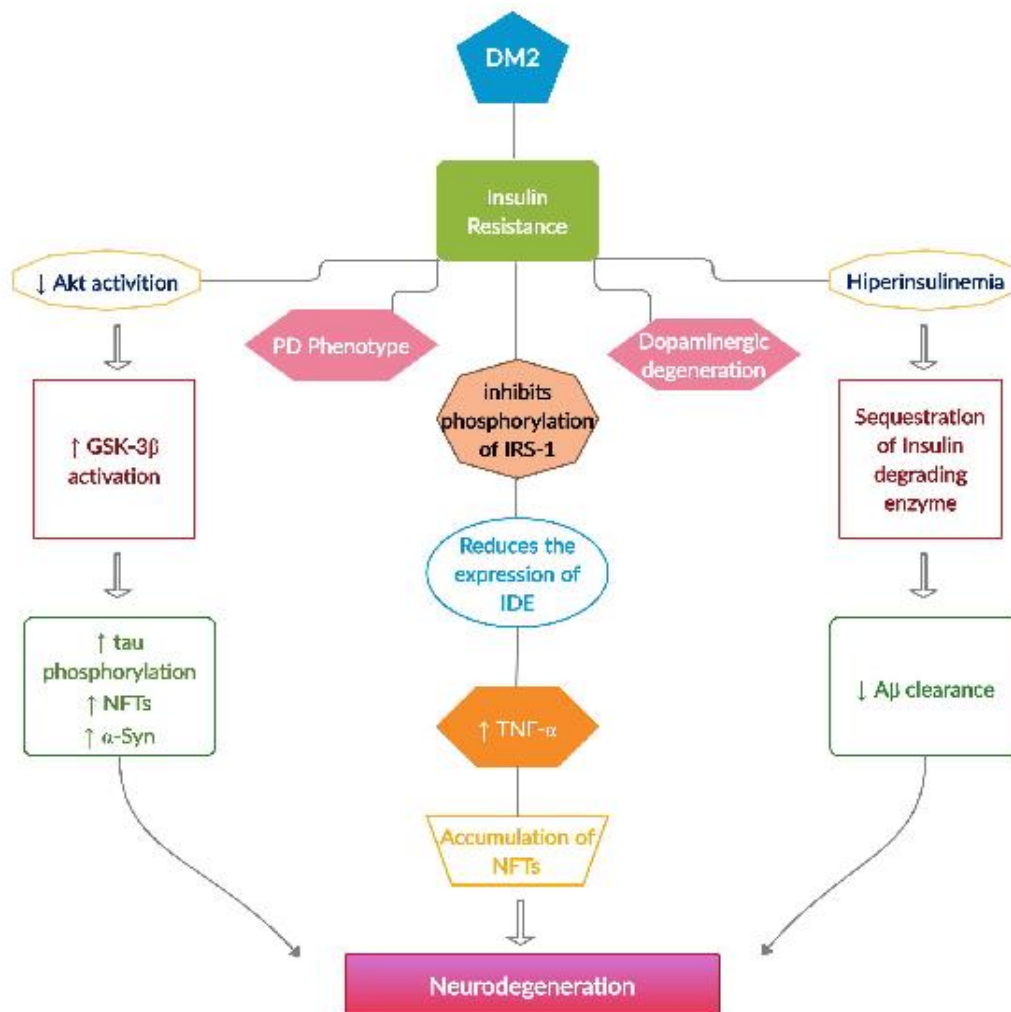 DM2
Insulin
Resistance
↓ Akt activition
Hiperinsulinemia
PD Phenotype
Dopaminergic
degeneration
inhibits
phosphorylation
of IRS-1
↑ GSK-3β
activation
Sequestration
of Insulin
degrading
enzyme
Reduces the
expression of
IDE
↑ tau
phosphorylation
↑ NFTs
↑ α-Syn
↑ TNF-α
↓ Aβ clearance
Accumulation of
NFTs
Neurodegeneration